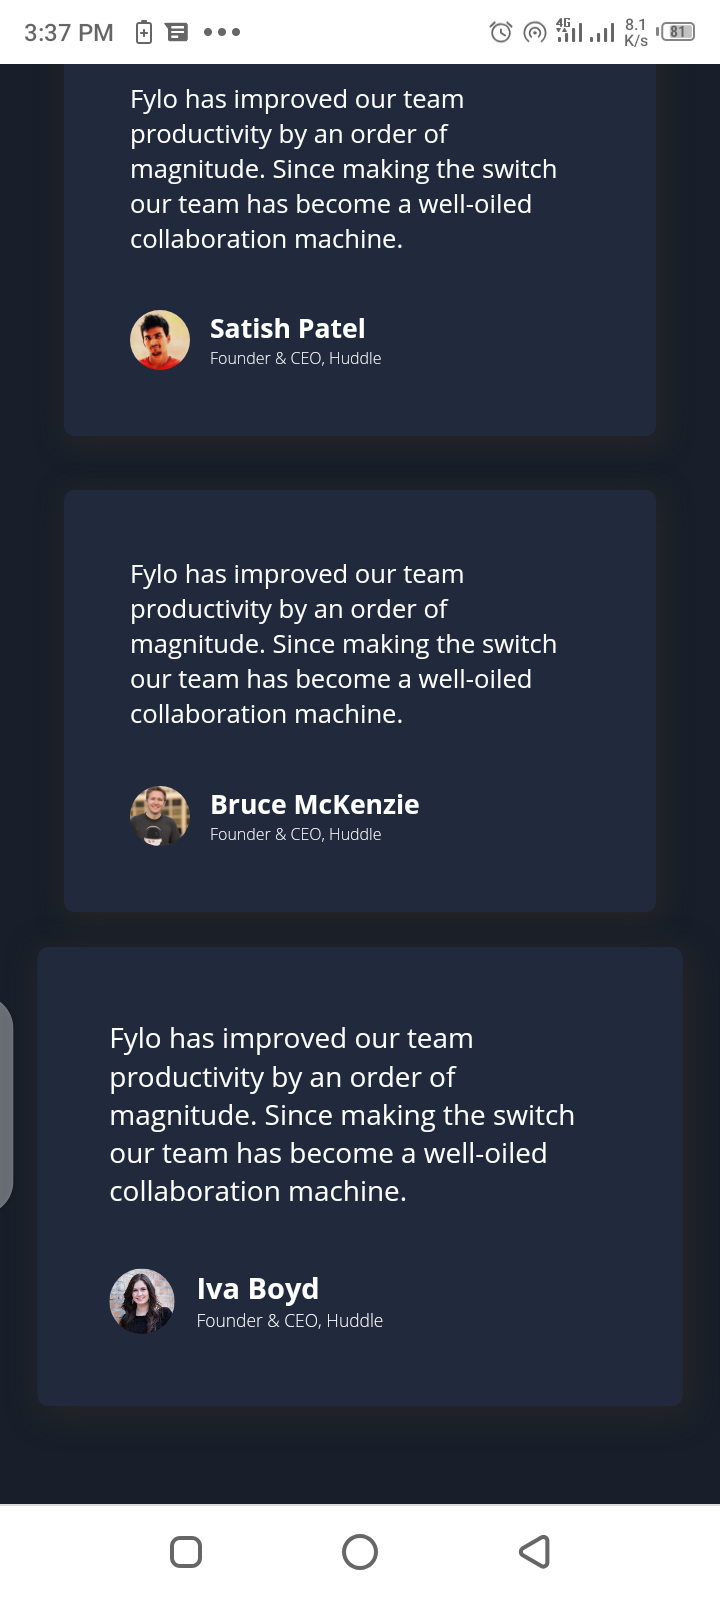 3:37 PM
4G
8.1
K/s
81
Fylo has improved our team
productivity by an order of
magnitude. Since making the switch
our team has become a well-oiled
collaboration machine.
Satish Patel
Founder & CEO, Huddle
Fylo has improved our team
productivity by an order of
magnitude. Since making the switch
our team has become a well-oiled
collaboration machine.
Bruce McKenzie
Founder & CEO, Huddle
Fylo has improved our team
productivity by an order of
magnitude. Since making the switch
our team has become a well-oiled
collaboration machine.
Iva Boyd
Founder & CEO, Huddle